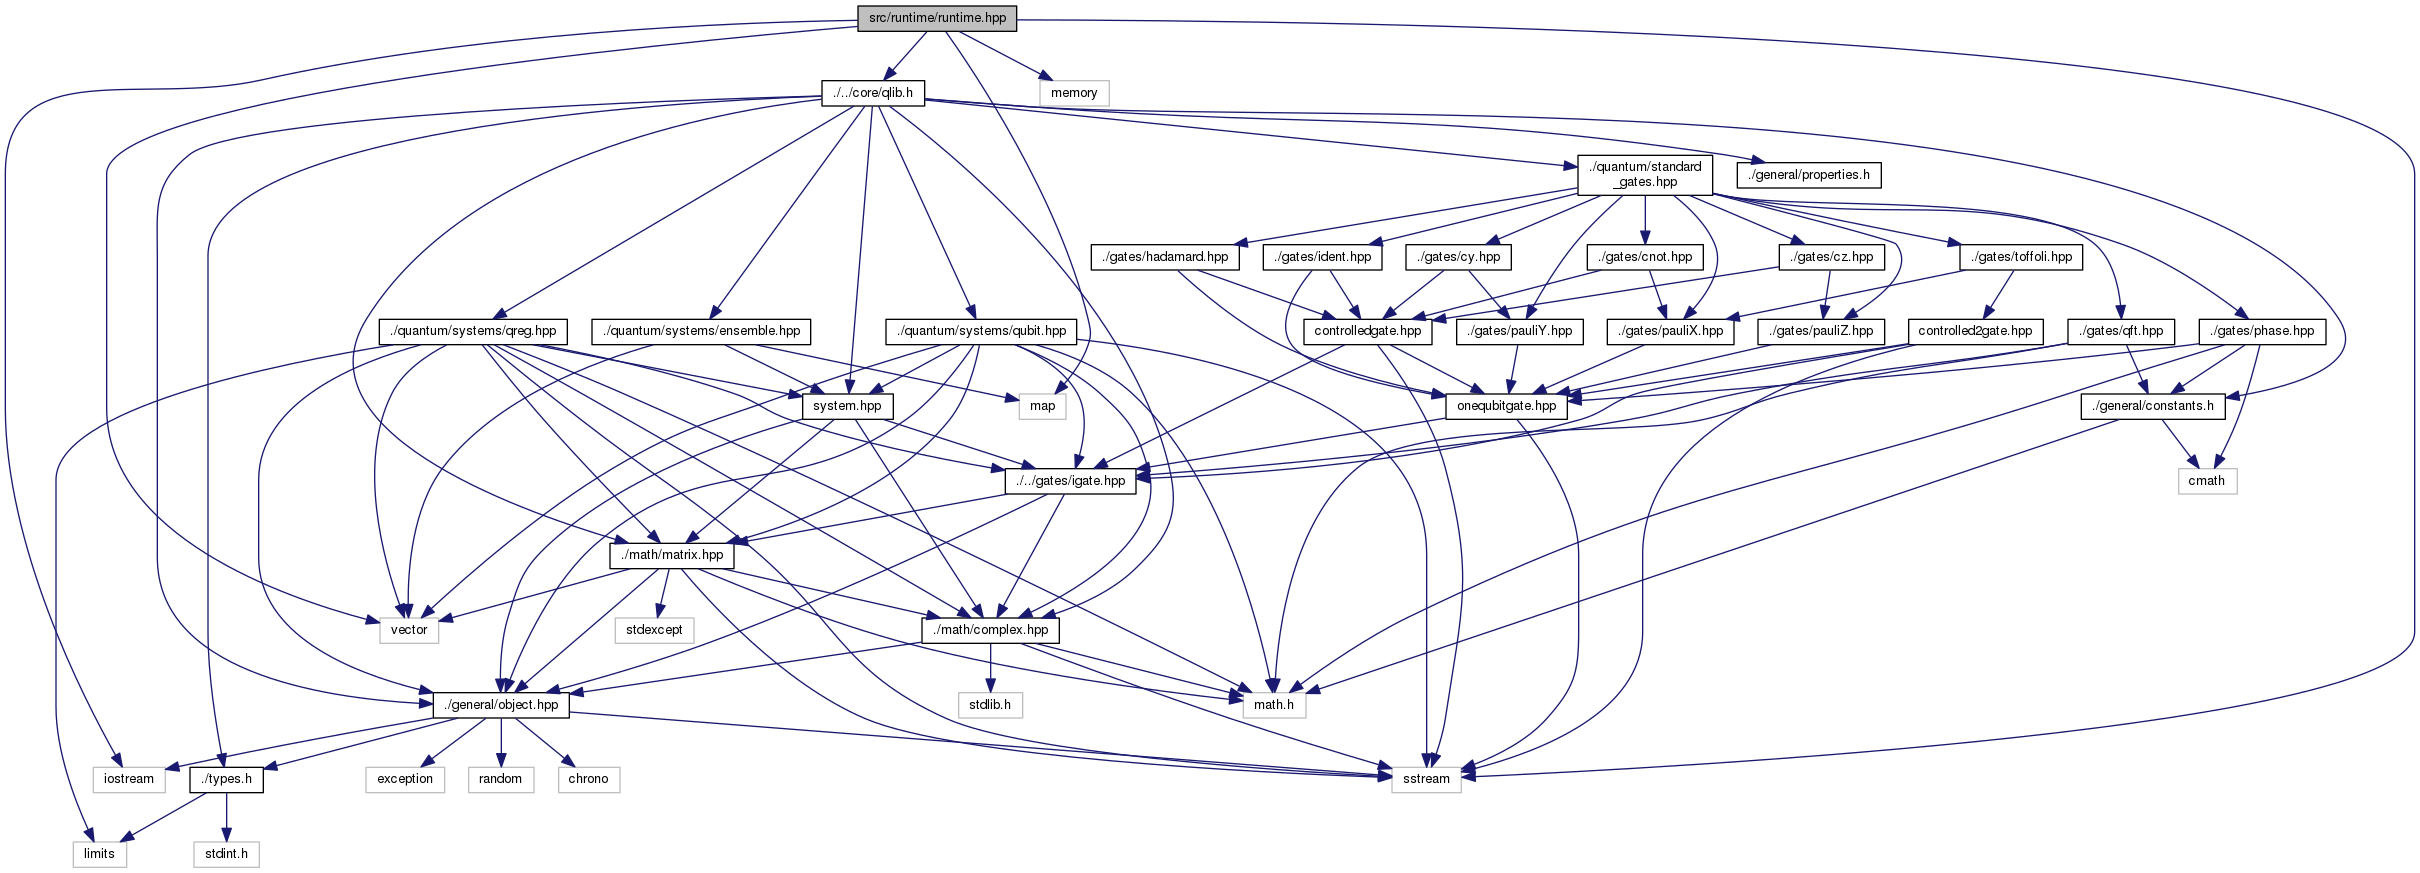 src/runtime/runtime.hpp
./../core/qlib.h
memory
./quantum/standard
_gates.hpp
./general/properties.h
./gates/hadamard.hpp
./gates/ident.hpp
./gates/cy.hpp
./gates/cnot.hpp
./gates/cz.hpp
./gates/toffoli.hpp
./quantum/systems/qreg.hpp
./quantum/systems/ensemble.hpp
./quantum/systems/qubit.hpp
controlledgate.hpp
./gates/pauliY.hpp
./gates/pauliX.hpp
./gates/pauliZ.hpp
controlled2gate.hpp
./gates/qft.hpp
./gates/phase.hpp
system.hpp
map
onequbitgate.hpp
./general/constants.h
./../gates/igate.hpp
cmath
./math/matrix.hpp
vector
stdexcept
./math/complex.hpp
./general/object.hpp
stdlib.h
math.h
iostream
./types.h
exception
random
chrono
sstream
limits
stdint.h